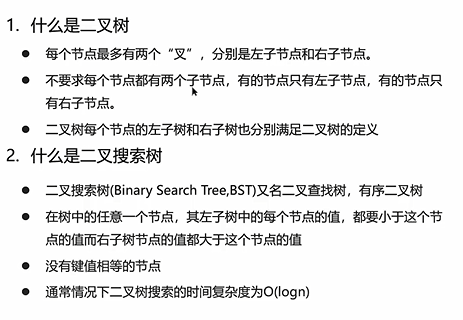 1. 什么是二叉树
● 每个节点最多有两个“叉”，分别是左子节点和右子节点。
● 不要求每个节点都有两个子节点，有的节点只有左子节点，有的节点只
有右子节点。
● 二叉树每个节点的左子树和右子树也分别满足二叉树的定义
2. 什么是二叉搜索树
● 二叉搜索树(Binary Search Tree,BST)又名二叉查找树，有序二叉树
● 在树中的任意一个节点，其左子树中的每个节点的值，都要小于这个节
点的值而右子树节点的值都大于这个节点的值
● 没有键值相等的节点
● 通常情况下二叉树搜索的时间复杂度为O(logn)